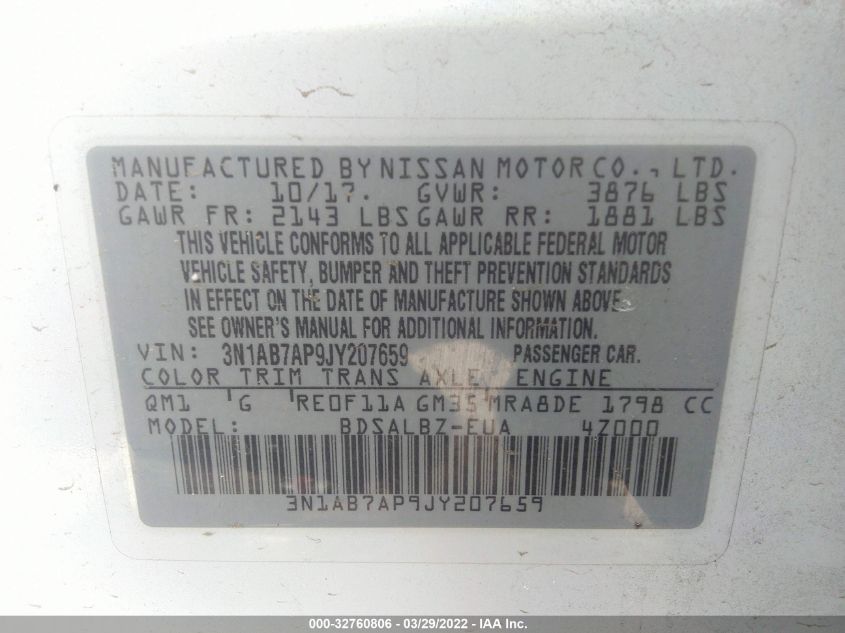 MANUFACTURED BY NISSAN MOTOR CO., LTD.
DATE: 10/17. GVWR: 3876 LBS
GAWR FR: 2143 LBS GAWR RR: 1881 LBS
THIS VEHICLE CONFORMS TO ALL APPLICABLE FEDERAL MOTOR
VEHICLE SAFETY, BUMPER AND THEFT PREVENTION STANDARDS
IN EFFECT ON THE DATE OF MANUFACTURE SHOWN ABOVE.
SEE OWNER'S MANUAL FOR ADDITIONAL INFORMATION.
VIN: 3N1AB7AP9JY207659 PASSENGER CAR.
COLOR TRIM TRANS AXLE ENGINE
QM1 G RE0F11A GM35 MRA8DE 1798 CC
MODEL: BDSALBZ-EUA 4Z000
3N1AB7AP9JY207659
000-32760806 - 03/29/2022 - IAA, Inc.